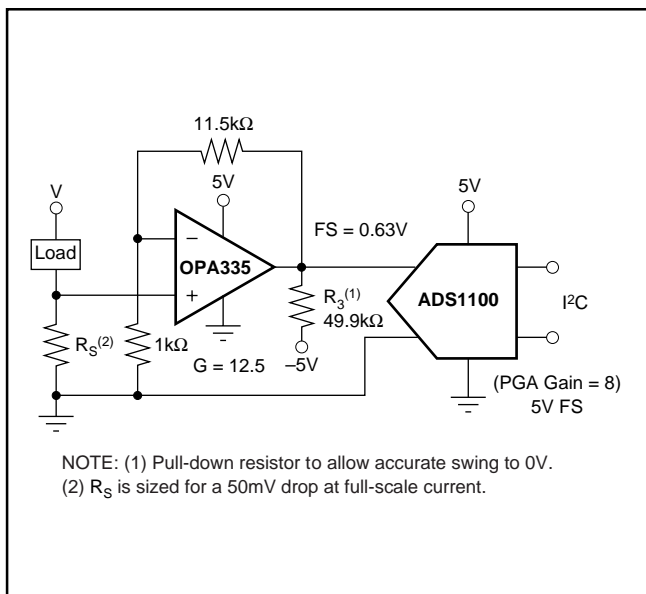 11.5kΩ
V
5V
5V
FS = 0.63V
Load
–
OPA335
+
R3(1)
49.9kΩ
ADS1100
I²C
RS(2)
1kΩ
G = 12.5
–5V
(PGA Gain = 8)
5V FS
NOTE: (1) Pull-down resistor to allow accurate swing to 0V.
(2) RS is sized for a 50mV drop at full-scale current.